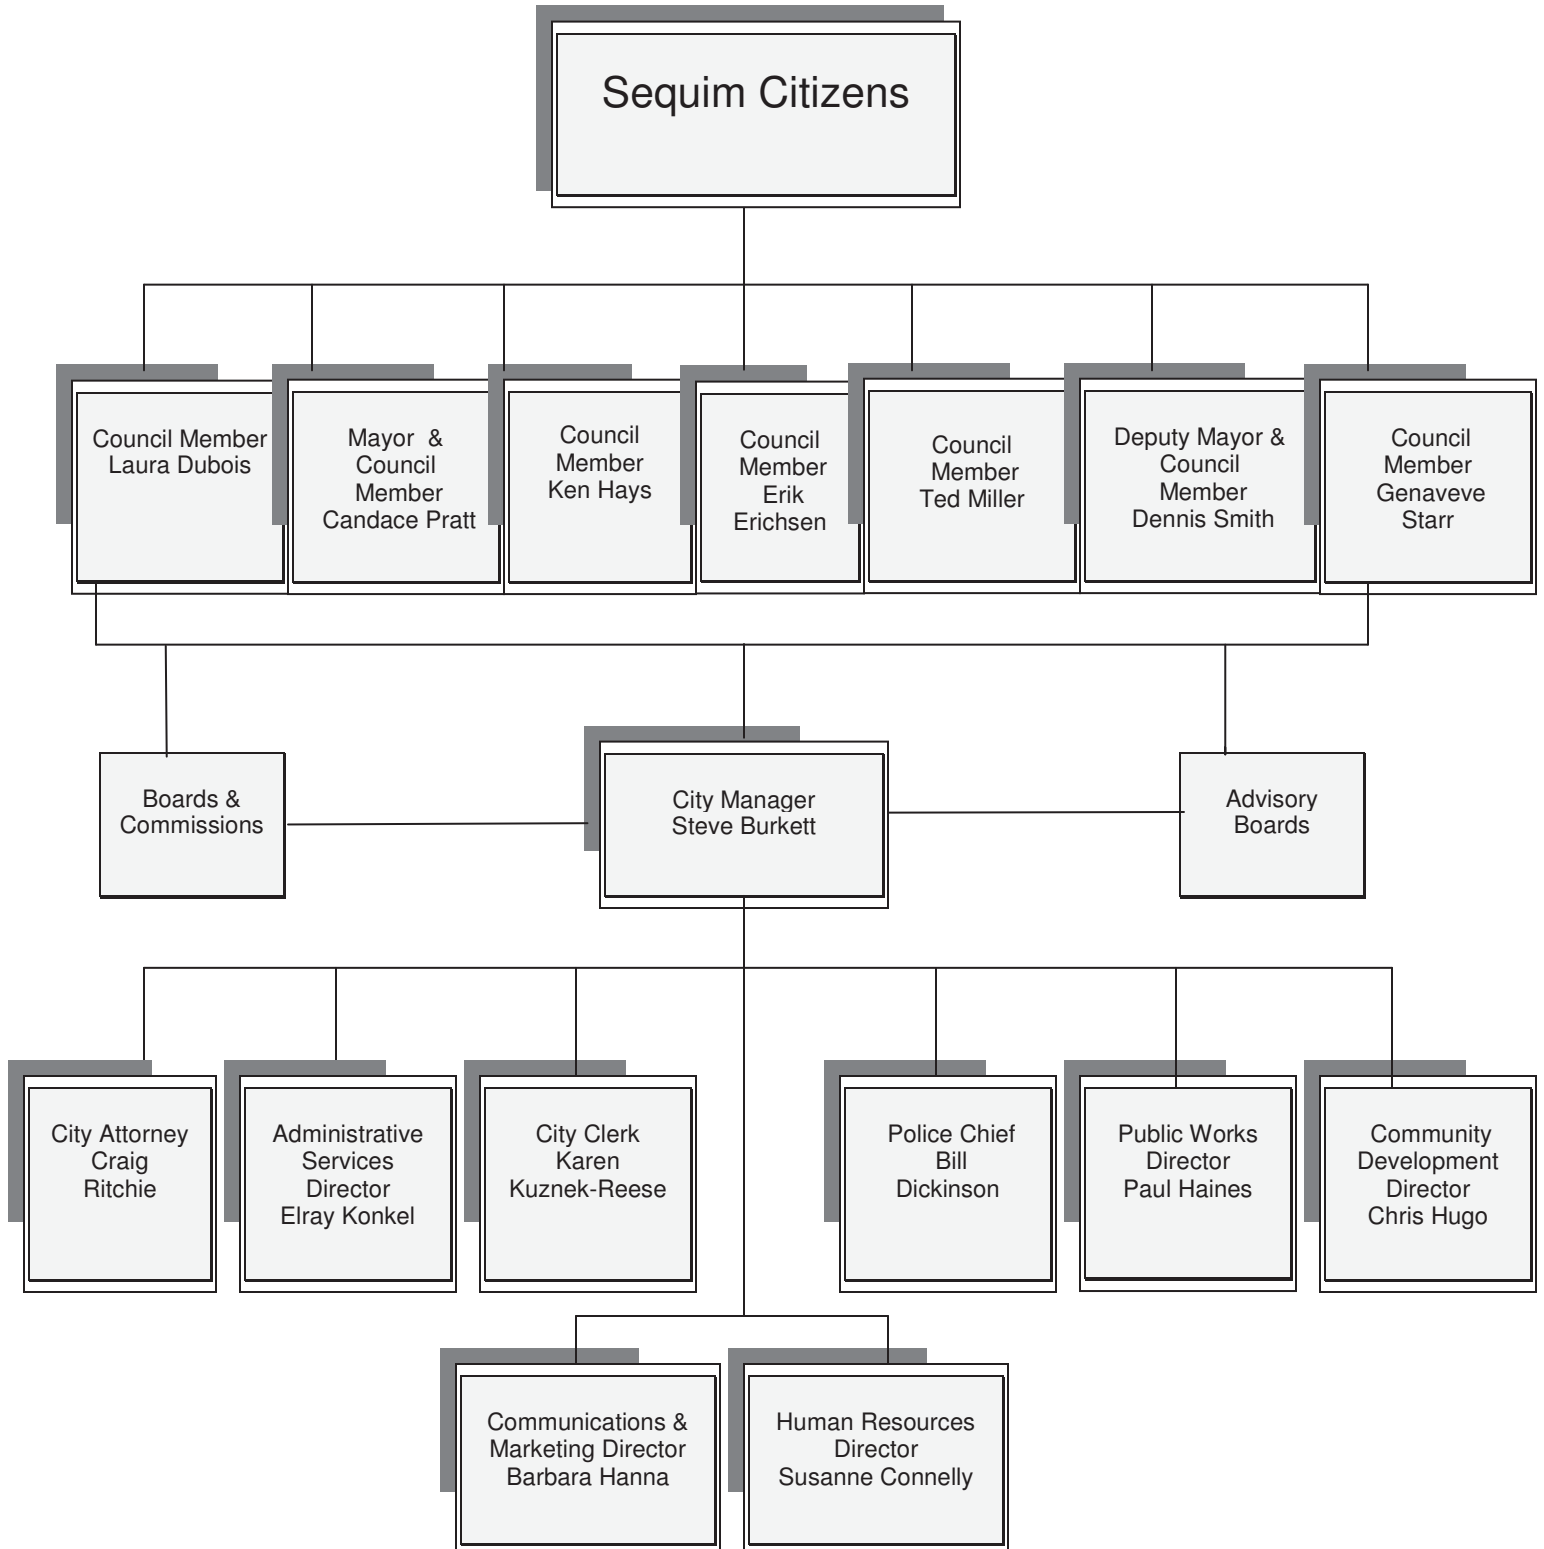 Sequim Citizens
Council Member
Laura Dubois
Mayor &
Council
Member
Candace Pratt
Council
Member
Ken Hays
Council
Member
Erik
Erichsen
Council
Member
Ted Miller
Deputy Mayor &
Council
Member
Dennis Smith
Council
Member
Genaveve
Starr
Boards &
Commissions
City Manager
Steve Burkett
Advisory
Boards
City Attorney
Craig
Ritchie
Administrative
Services
Director
Elray Konkel
City Clerk
Karen
Kuznek-Reese
Police Chief
Bill
Dickinson
Public Works
Director
Paul Haines
Community
Development
Director
Chris Hugo
Communications &
Marketing Director
Barbara Hanna
Human Resources
Director
Susanne Connelly